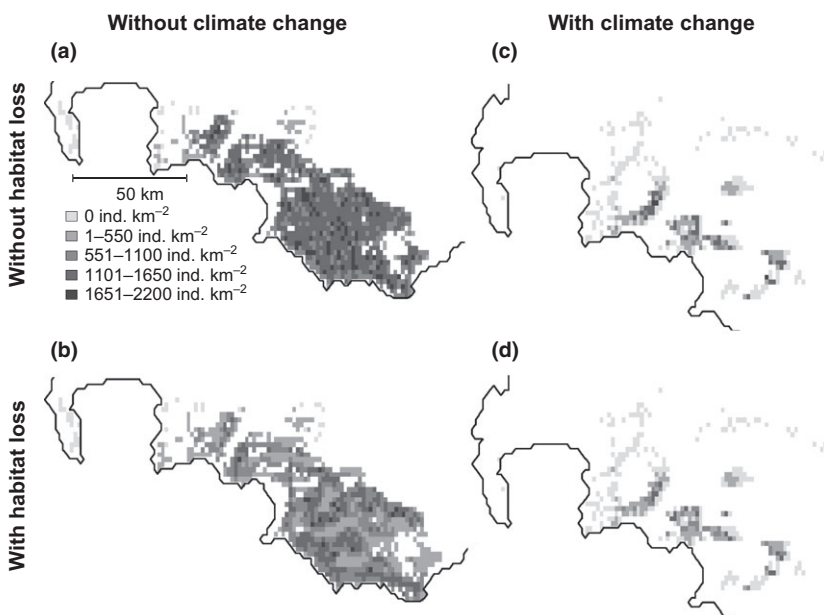 Without climate change
With climate change
(a)
(c)
Without habitat loss
50 km
0 ind. km⁻²
1–550 ind. km⁻²
551–1100 ind. km⁻²
1101–1650 ind. km⁻²
1651–2200 ind. km⁻²
(b)
(d)
With habitat loss